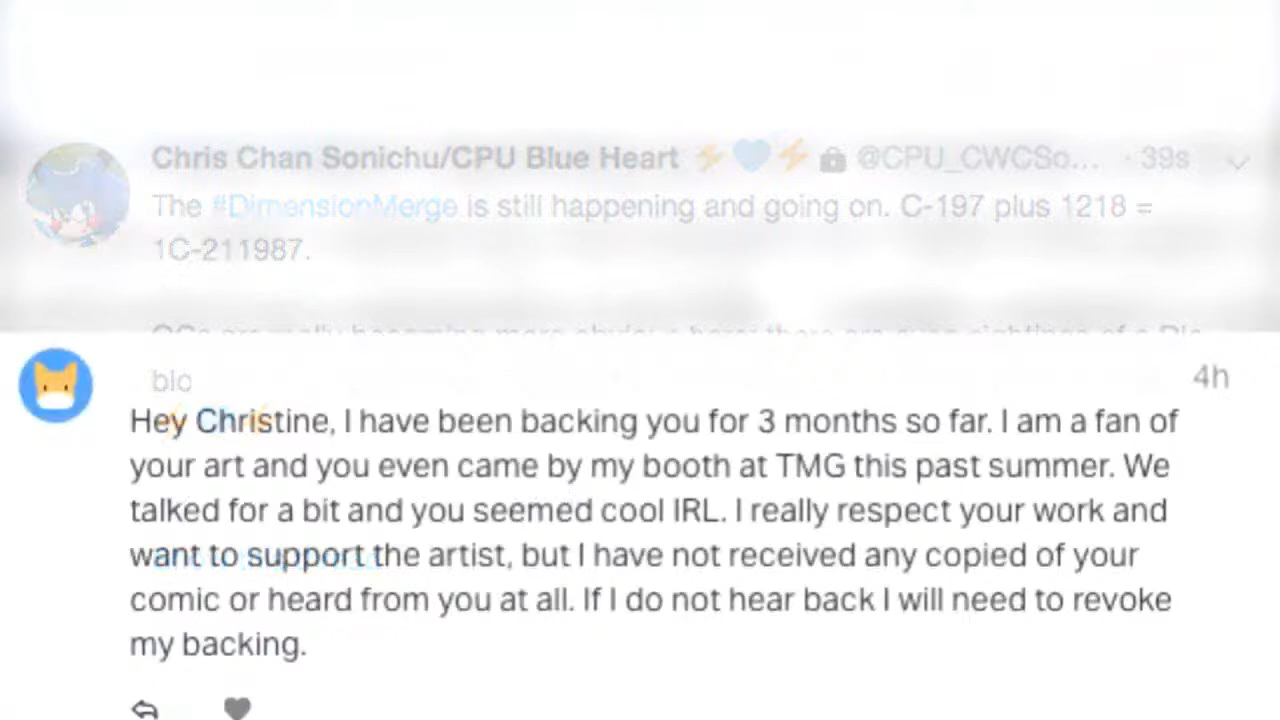 Chris Chan Sonichu/CPU Blue Heart ⚡💙⚡🔒 @CPU_CWCSo... · 39s
The #DimensionMerge is still happening and going on. C-197 plus 1218 =
1C-211987.
blo
4h
Hey Christine, I have been backing you for 3 months so far. I am a fan of
your art and you even came by my booth at TMG this past summer. We
talked for a bit and you seemed cool IRL. I really respect your work and
want to support the artist, but I have not received any copied of your
comic or heard from you at all. If I do not hear back I will need to revoke
my backing.